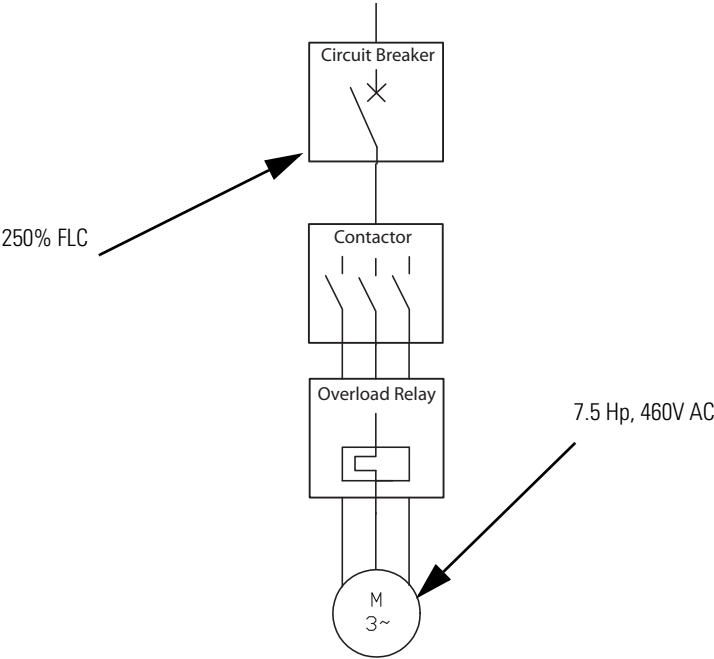 Circuit Breaker
250% FLC
Contactor
Overload Relay
7.5 Hp, 460V AC
M
3~